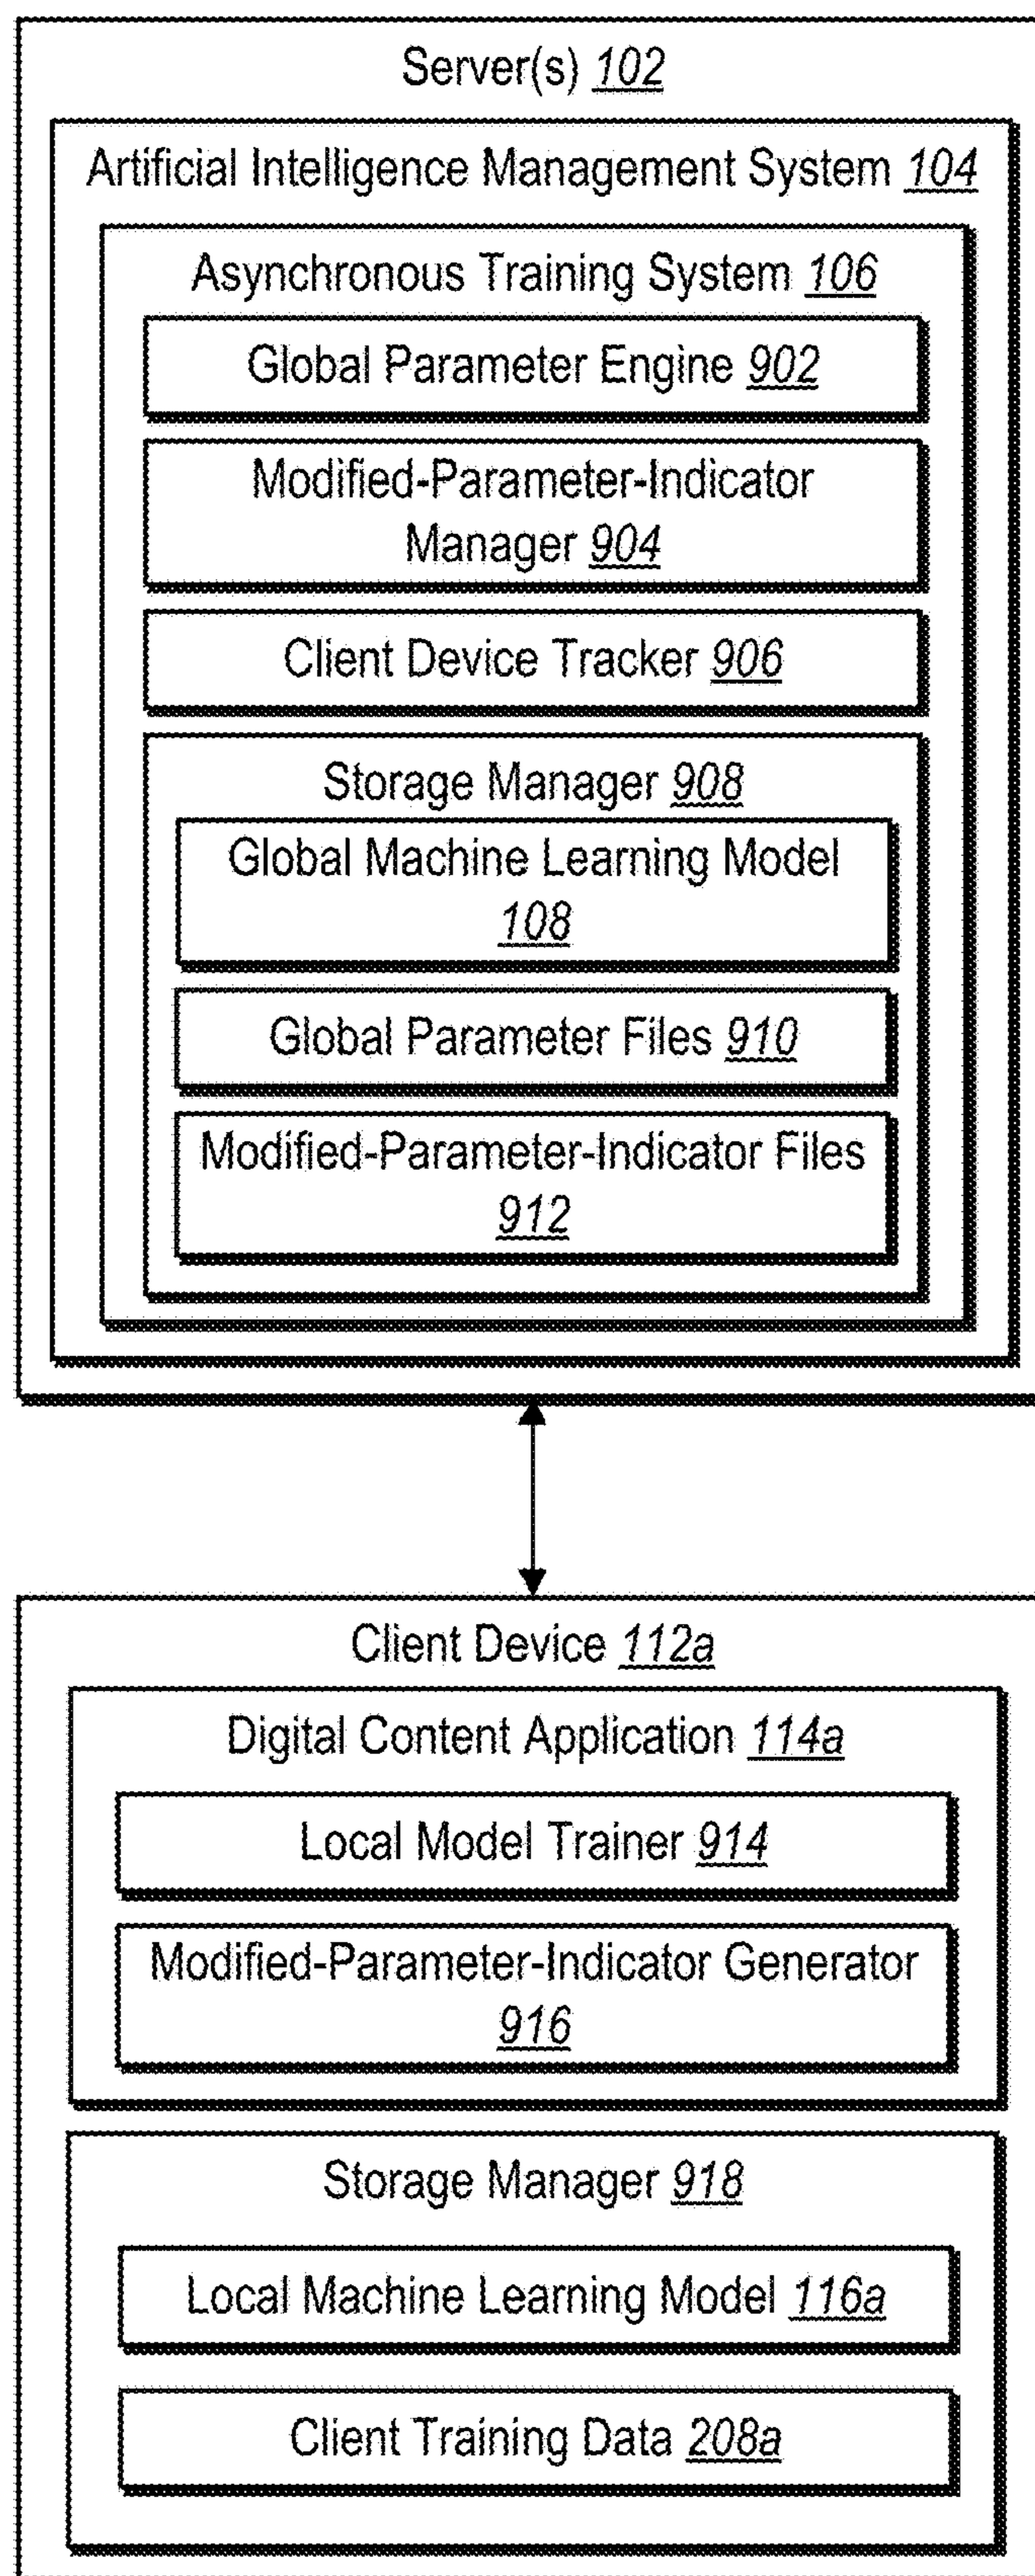 Server(s) 102
Artificial Intelligence Management System 104
Asynchronous Training System 106
Global Parameter Engine 902
Modified-Parameter-Indicator
Manager 904
Client Device Tracker 906
Storage Manager 908
Global Machine Learning Model
108
Global Parameter Files 910
Modified-Parameter-Indicator Files
912
Client Device 112a
Digital Content Application 114a
Local Model Trainer 914
Modified-Parameter-Indicator Generator
916
Storage Manager 918
Local Machine Learning Model 116a
Client Training Data 208a